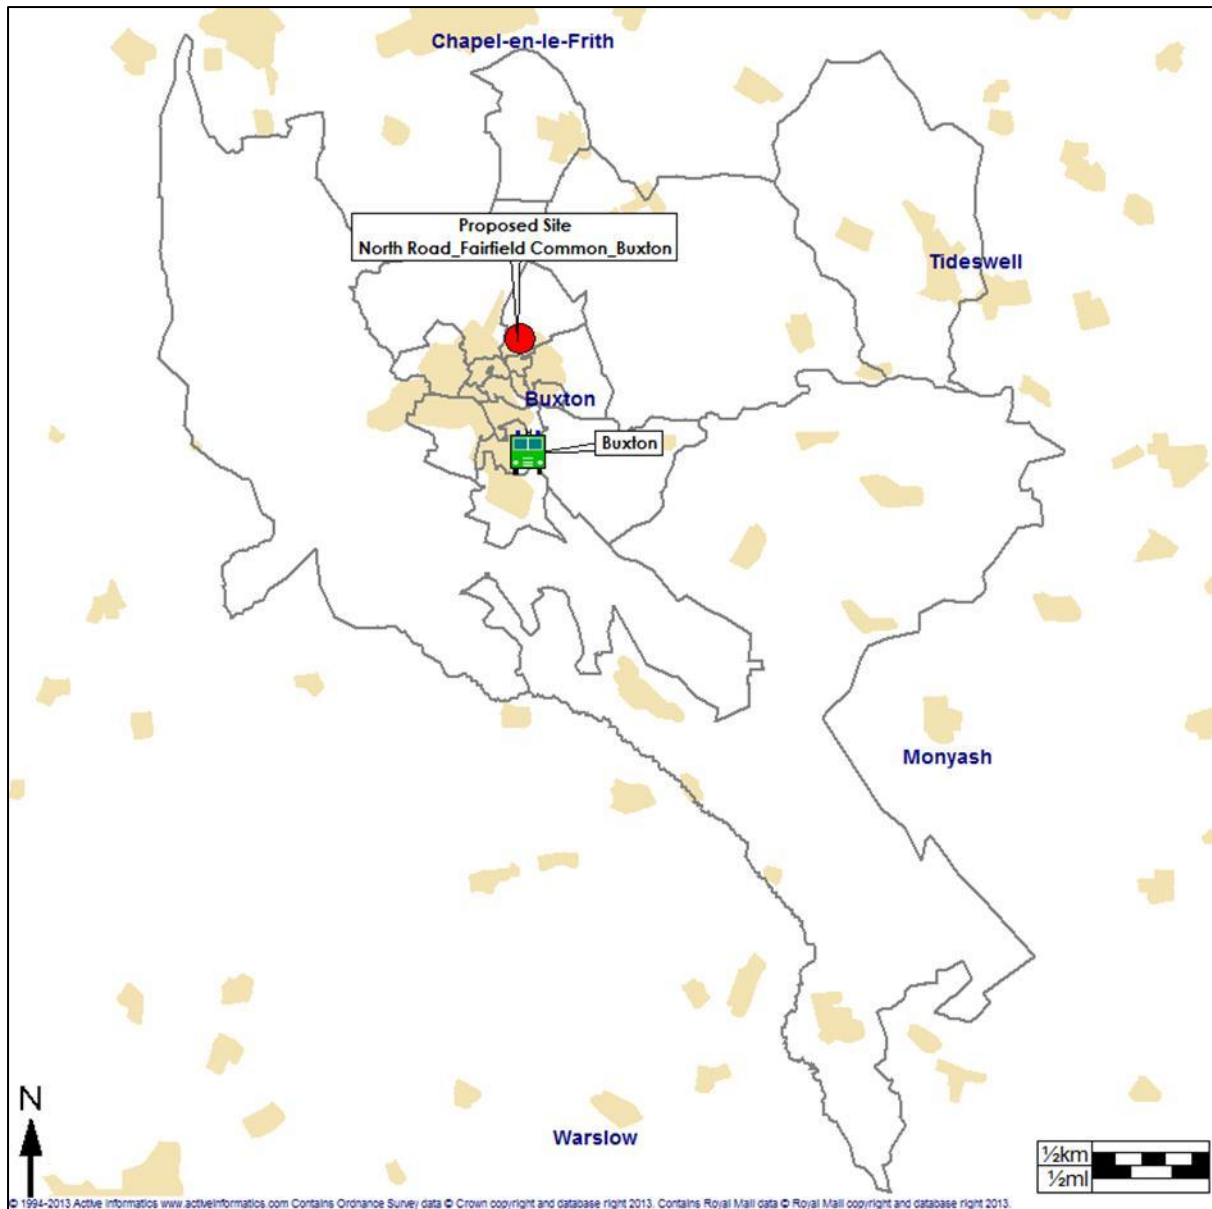 Chapel-en-le-Frith
Proposed Site
North Road_Fairfield Common_Buxton
Tideswell
Buxton
Buxton
Monyash
Warslow
N
½km
½ml
© 1994-2013 Active Informatics www.activeinformatics.com Contains Ordnance Survey data © Crown copyright and database right 2013. Contains Royal Mail data © Royal Mail copyright and database right 2013.